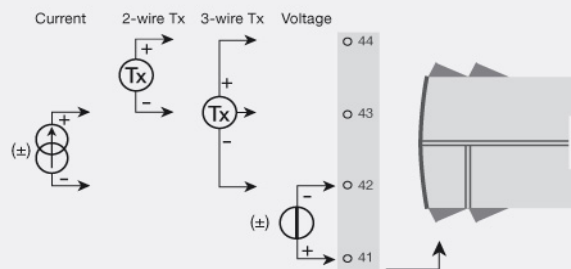 Current 2-wire Tx 3-wire Tx Voltage
+ 44
+ Tx +
- + Tx 43
(±) -
- - 42
(±)
+ 41